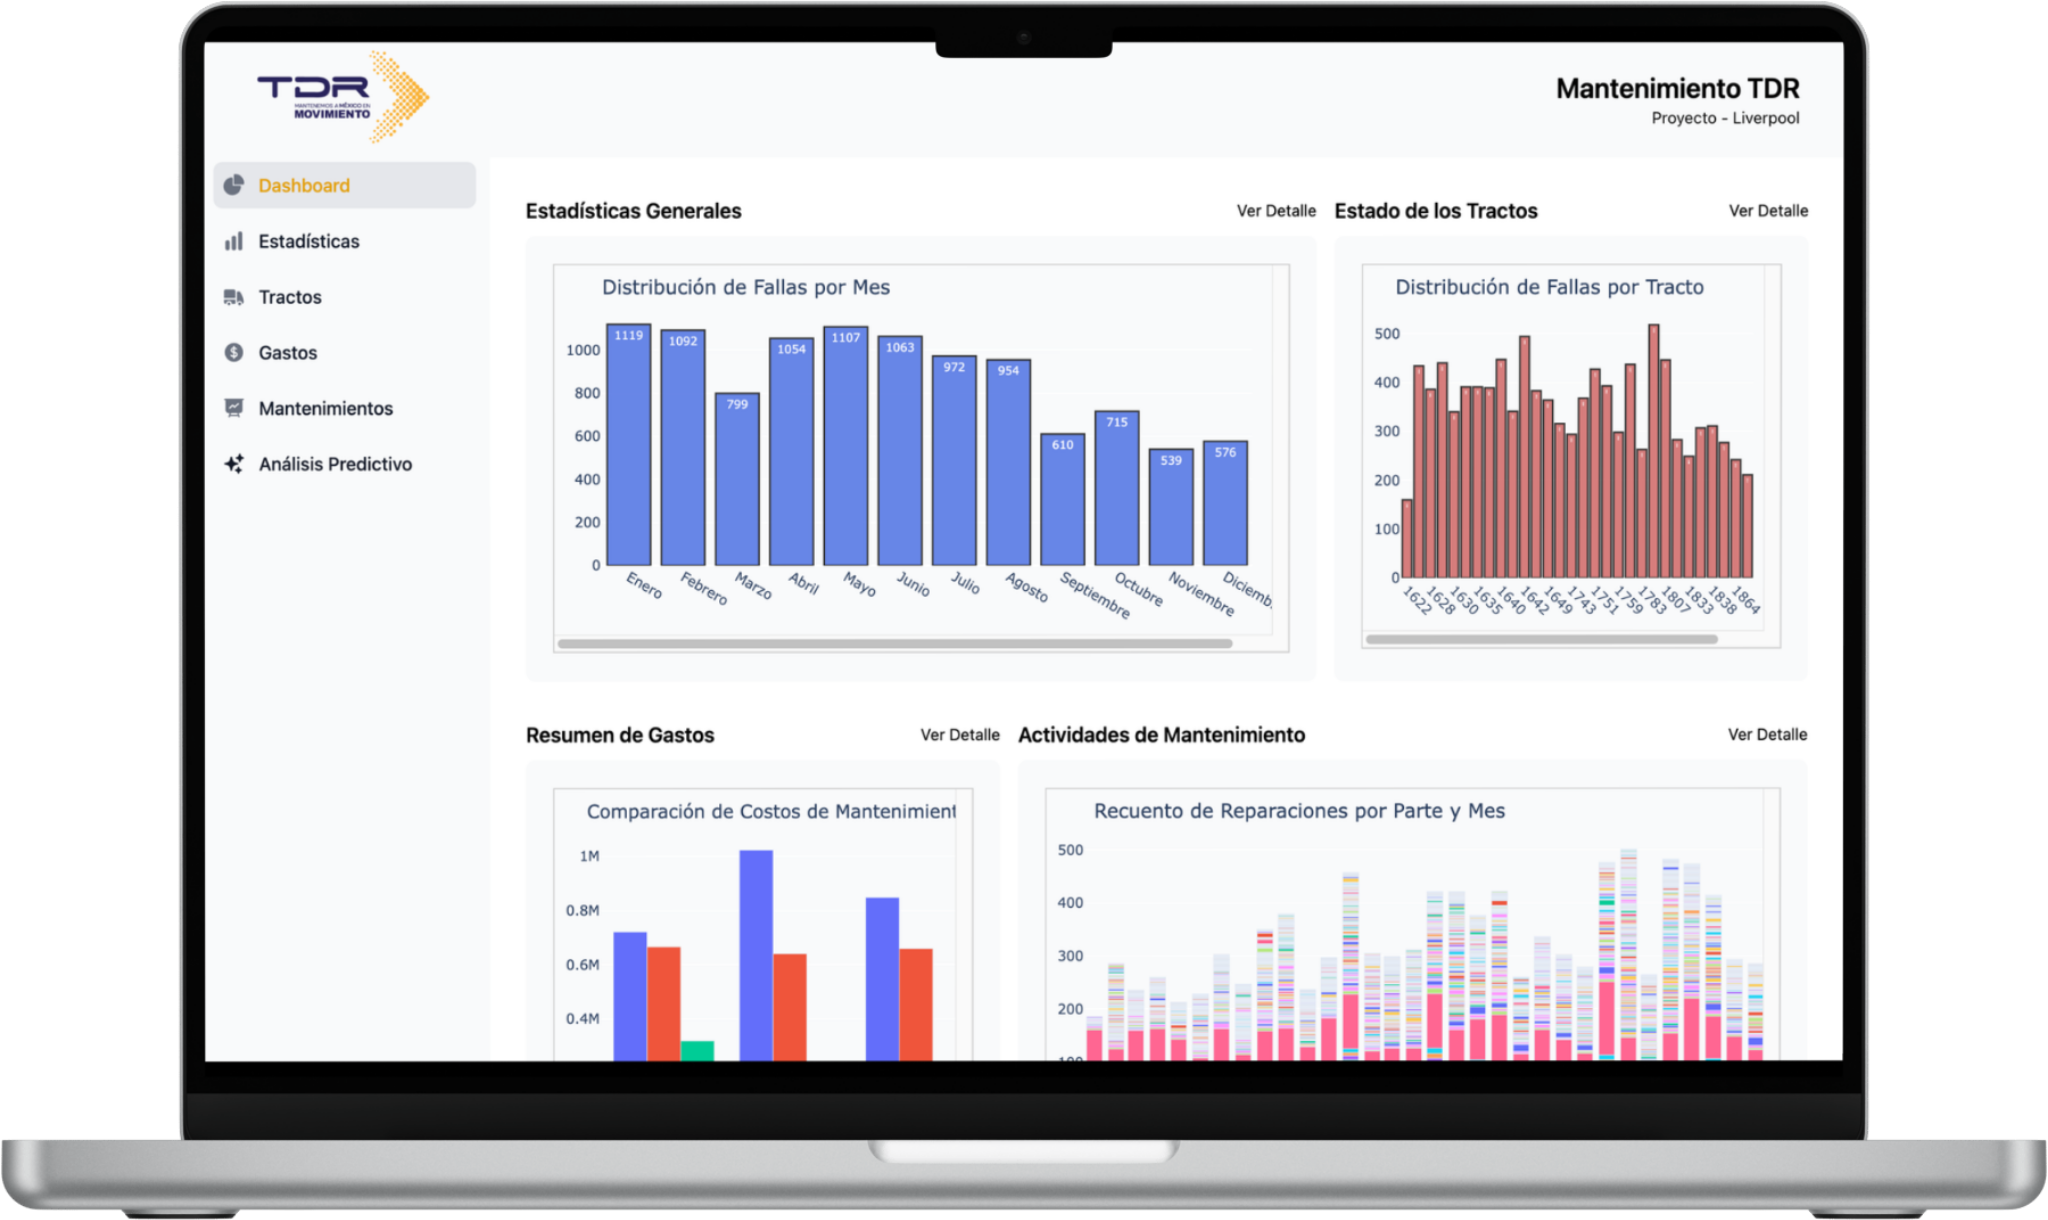 TDR
MANTENEMOS A MÉXICO EN
MOVIMIENTO
Mantenimiento TDR
Proyecto - Liverpool
Dashboard
Estadísticas
Tractos
Gastos
Mantenimientos
Análisis Predictivo
Estadísticas Generales
Ver Detalle
Distribución de Fallas por Mes
1000
800
600
400
200
0
1119
1092
799
1054
1107
1063
972
954
610
715
539
576
Enero
Febrero
Marzo
Abril
Mayo
Junio
Julio
Agosto
Septiembre
Octubre
Noviembre
Diciemb
Estado de los Tractos
Ver Detalle
Distribución de Fallas por Tracto
500
400
300
200
100
0
1622
1628
1630
1635
1640
1642
1649
1743
1751
1759
1783
1807
1833
1838
1864
Resumen de Gastos
Ver Detalle
Comparación de Costos de Mantenimient
1M
0.8M
0.6M
0.4M
Actividades de Mantenimiento
Ver Detalle
Recuento de Reparaciones por Parte y Mes
500
400
300
200
100